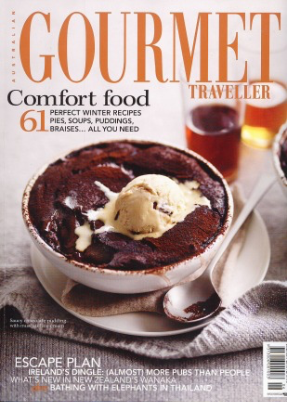 AUSTRALIAN
GOURMET
TRAVELLER
Comfort food
61 PERFECT WINTER RECIPES
PIES, SOUPS, PUDDINGS,
BRAISES... ALL YOU NEED
ESCAPE PLAN
IRELAND'S DINGLE: (ALMOST) MORE PUBS THAN PEOPLE
WHAT'S NEW IN NEW ZEALAND'S WANAKA
BATHING WITH ELEPHANTS IN THAILAND